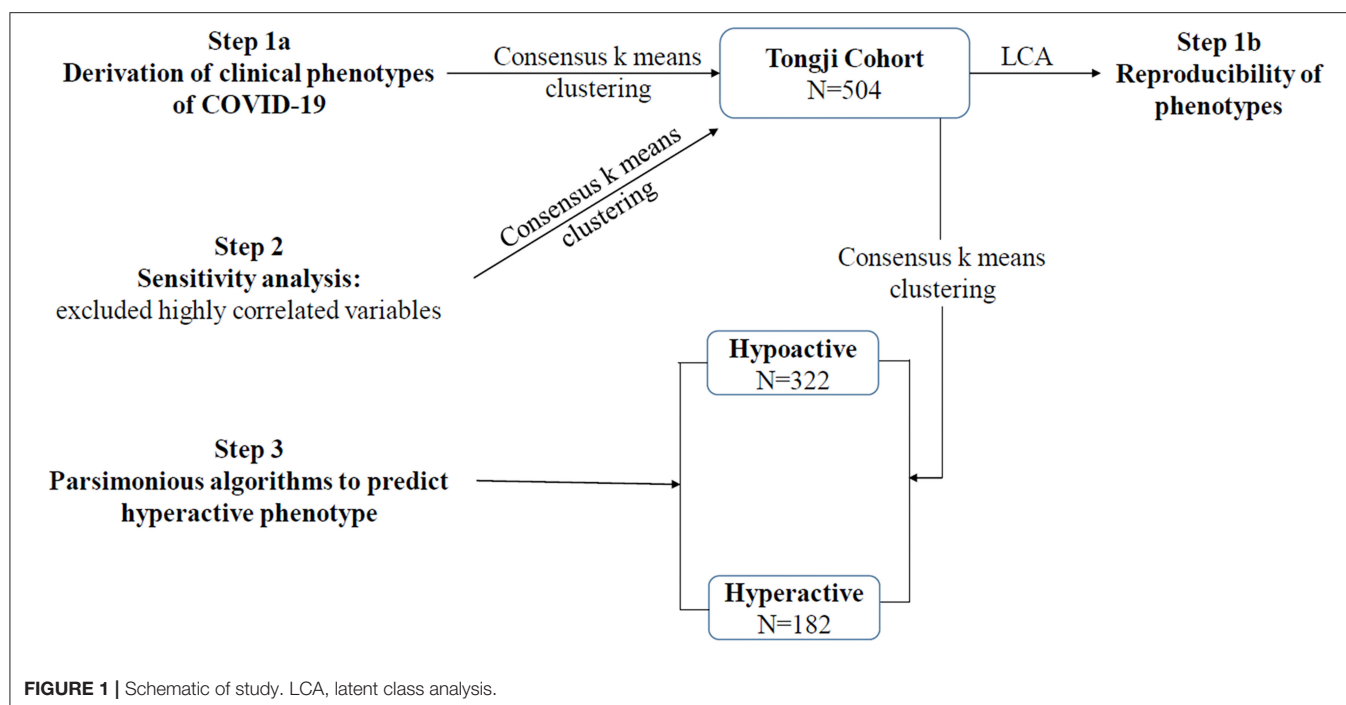 Step 1a
Derivation of clinical phenotypes
of COVID-19
Consensus k means
clustering
Tongji Cohort
N=504
LCA
Step 1b
Reproducibility of
phenotypes
Consensus k means
clustering
Step 2
Sensitivity analysis:
excluded highly correlated variables
Consensus k means
clustering
Hypoactive
N=322
Step 3
Parsimonious algorithms to predict
hyperactive phenotype
Hyperactive
N=182
FIGURE 1 | Schematic of study. LCA, latent class analysis.